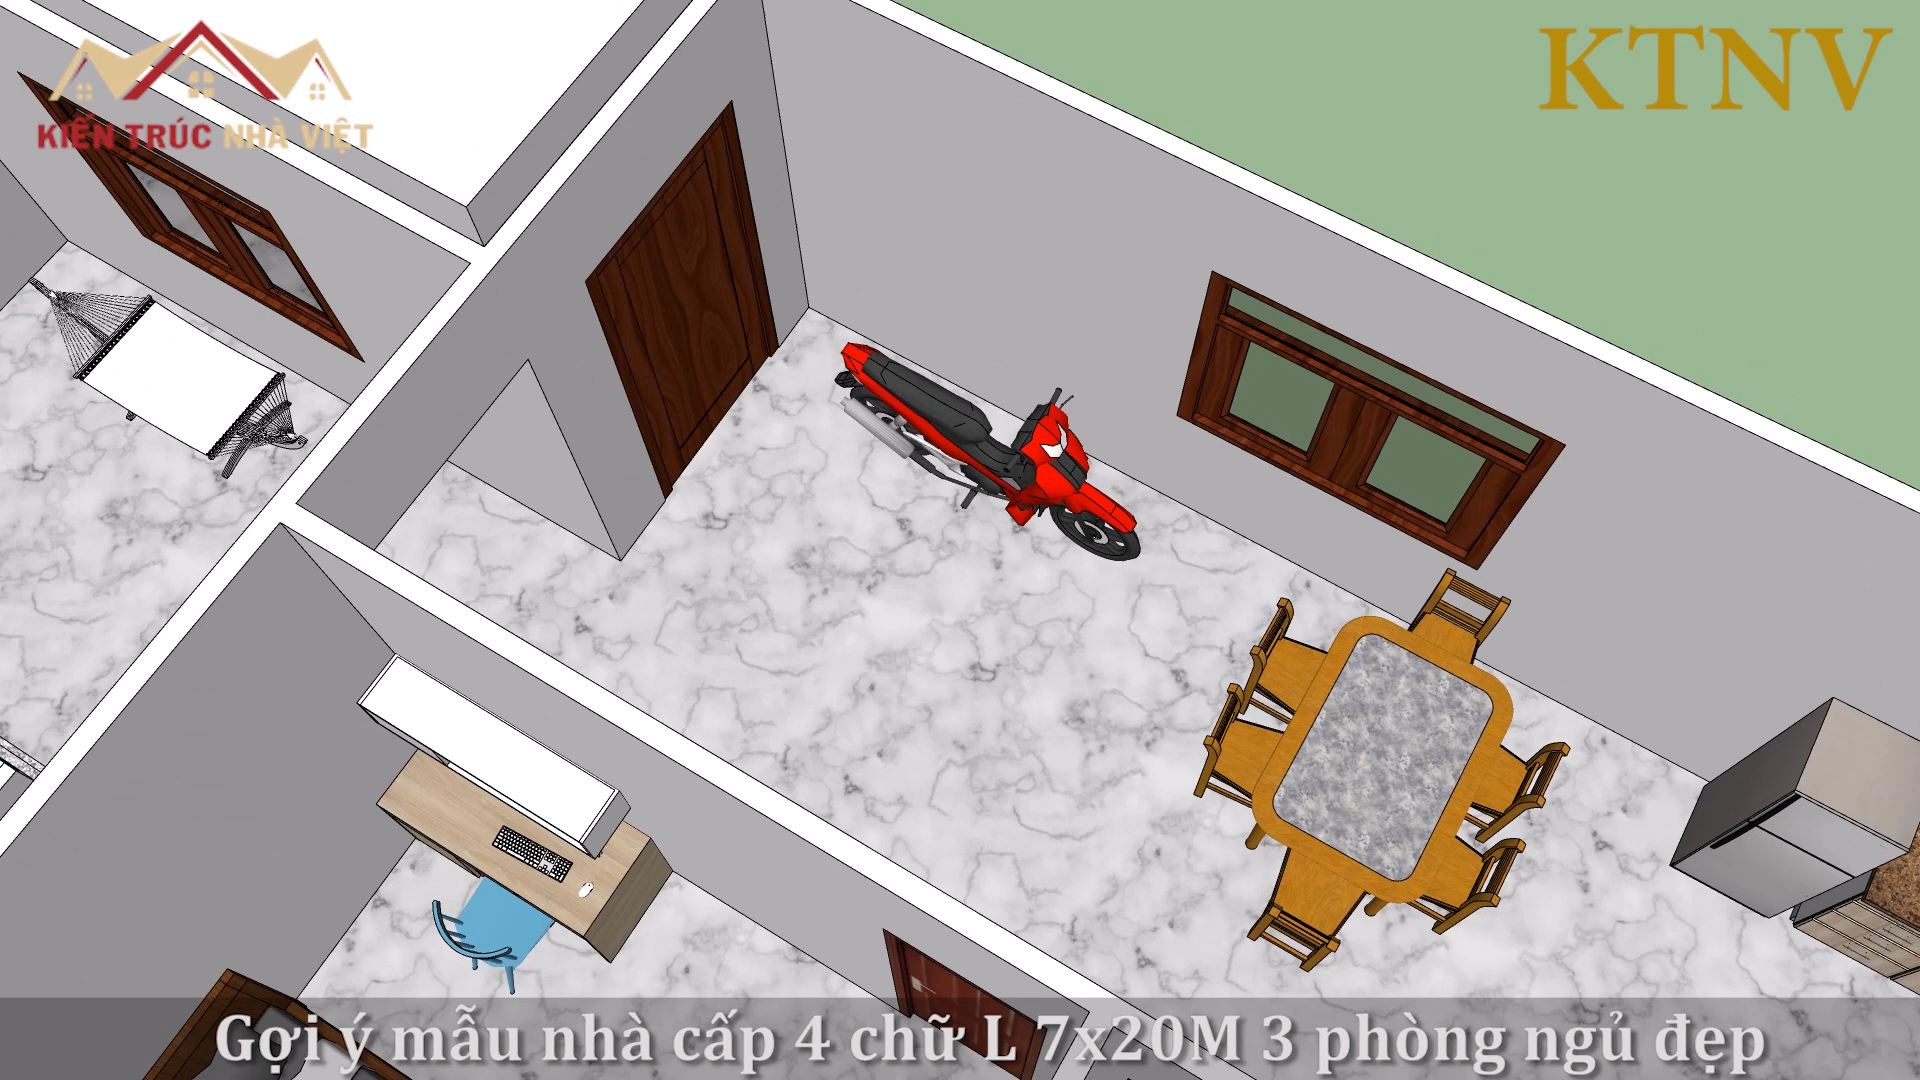 KIẾN TRÚC NHÀ VIỆT
KTNV
Gợi ý mẫu nhà cấp 4 chữ L 7x20M 3 phòng ngủ đẹp